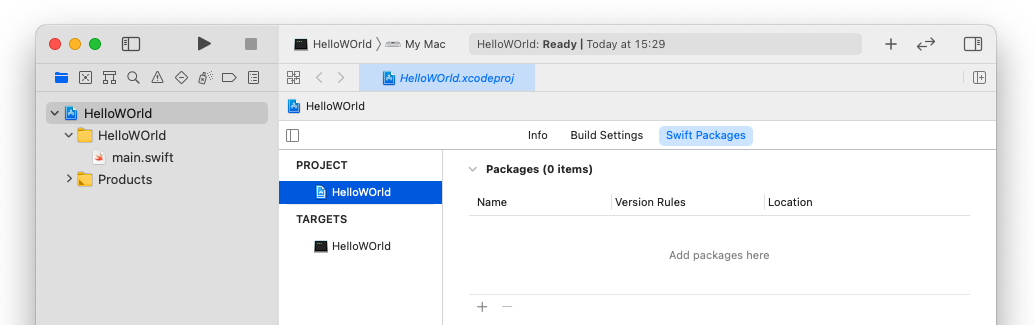 HelloWOrld My Mac HelloWOrld: Ready | Today at 15:29
HelloWOrld.xcodeproj
HelloWOrld
HelloWOrld
HelloWOrld
main.swift
Products
Info Build Settings Swift Packages
PROJECT
HelloWOrld
TARGETS
HelloWOrld
Packages (0 items)
Name Version Rules Location
Add packages here